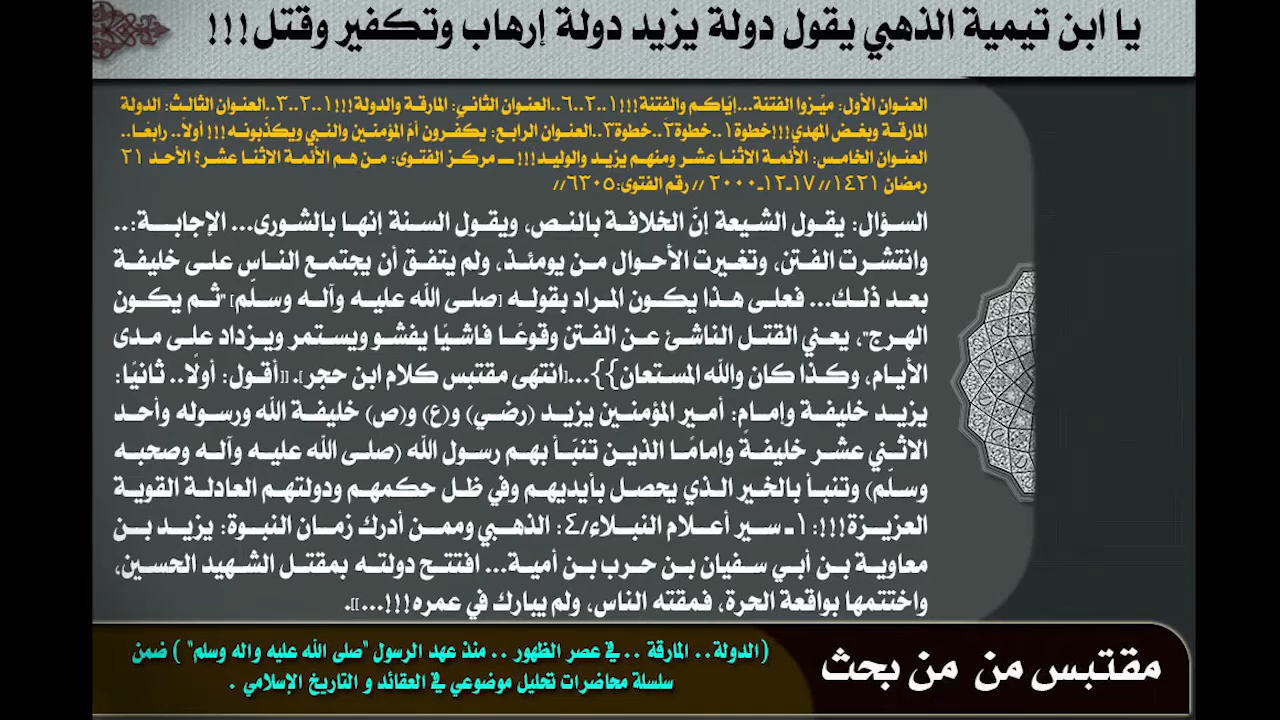 يا ابن تيمية الذهبي يقول دولة يزيد دولة إرهاب وتكفير وقتل!!!
العنوان الأول: ميّزوا الفتنة...إيّاكم والفتنة!!!١..٢..٦..العنوان الثاني: المارقة والدولة!!!١..٢..٣..العنوان الثالث: الدولة
المارقة وبغض المهدي!!!خطوة١..خطوة٢..خطوة٣..العنوان الرابع: يكفّرون أمّ المؤمنين والنبي ويكذّبونه!!! أولًا.. رابعًا..
العنوان الخامس: الأئمة الاثنا عشر ومنهم يزيد والوليد!!!ـــ مركز الفتوى: من هم الأئمة الاثنا عشر؟ الأحد ٢١
رمضان ١٤٢١//١٧ـ١٢ـ٢٠٠٠ // رقم الفتوى:٦٣٠٥//
السؤال: يقول الشيعة إنّ الخلافة بالنص، ويقول السنة إنها بالشورى... الإجابة:..
وانتشرت الفتن، وتغيرت الأحوال من يومئذ، ولم يتفق أن يجتمع الناس على خليفة
بعد ذلك... فعلى هذا يكون المراد بقوله [صلى الله عليه وآله وسلّم] "ثم يكون
الهرج"، يعني القتل الناشئ عن الفتن وقوعًا فاشيًا يفشو ويستمر ويزداد على مدى
الأيام، وكذا كان والله المستعان}}...[انتهى مقتبس كلام ابن حجر]. [[أقول: أولًا.. ثانيًا:
يزيد خليفة وإمام: أمير المؤمنين يزيد (رضي) و(ع) و(ص) خليفة الله ورسوله وأحد
الاثني عشر خليفةً وإمامًا الذين تنبّأ بهم رسول الله (صلى الله عليه وآله وصحبه
وسلّم) وتنبأ بالخير الذي يحصل بأيديهم وفي ظل حكمهم ودولتهم العادلة القوية
العزيزة!!!: ١ـ سير أعلام النبلاء/٤: الذهبي وممن أدرك زمان النبوة: يزيد بن
معاوية بن أبي سفيان بن حرب بن أمية... افتتح دولته بمقتل الشهيد الحسين،
واختتمها بواقعة الحرة، فمقته الناس، ولم يبارك في عمره!!!...]].
مقتبس من من بحث
(الدولة.. المارقة .. في عصر الظهور .. منذ عهد الرسول "صلى الله عليه واله وسلم" ) ضمن
سلسلة محاضرات تحليل موضوعي في العقائد و التاريخ الإسلامي .